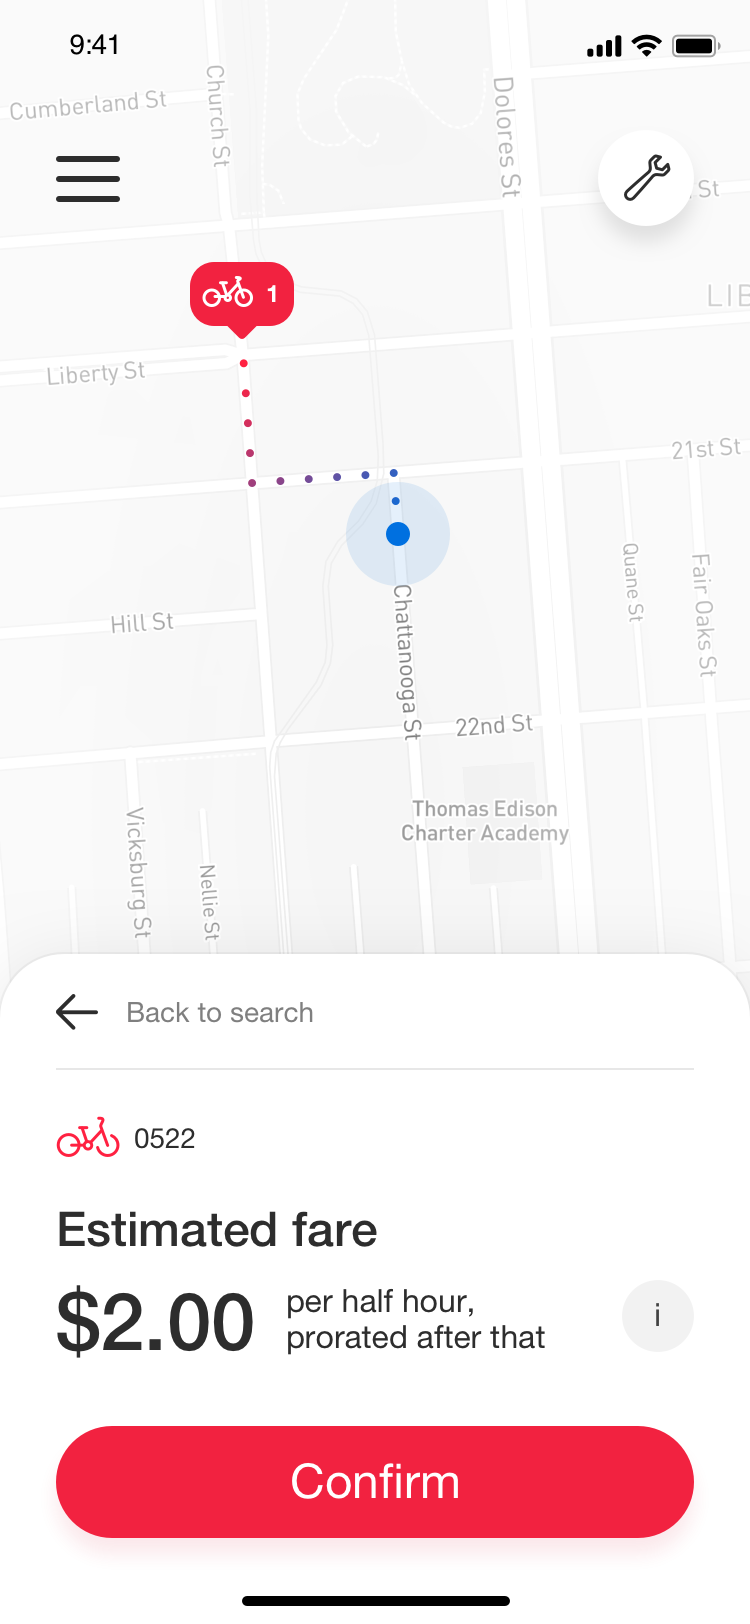 9:41
Cumberland St
Church St
Dolores St
St
LIB
1
Liberty St
21st St
Quane St
Fair Oaks St
Hill St
Chattanooga St
22nd St
Thomas Edison
Charter Academy
Vicksburg St
Nellie St
Back to search
0522
Estimated fare
$2.00
per half hour,
prorated after that
i
Confirm